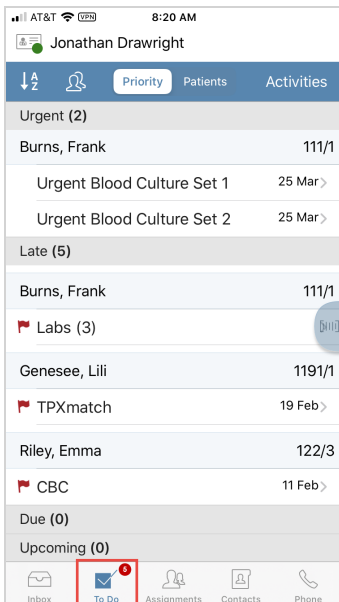 AT&T VPN 8:20 AM
Jonathan Drawright
A Z Priority Patients Activities
Urgent (2)
Burns, Frank 111/1
Urgent Blood Culture Set 1 25 Mar
Urgent Blood Culture Set 2 25 Mar
Late (5)
Burns, Frank 111/1
Labs (3)
Genesee, Lili 1191/1
TPXmatch 19 Feb
Riley, Emma 122/3
CBC 11 Feb
Due (0)
Upcoming (0)
5
Inbox To Do Assignments Contacts Phone